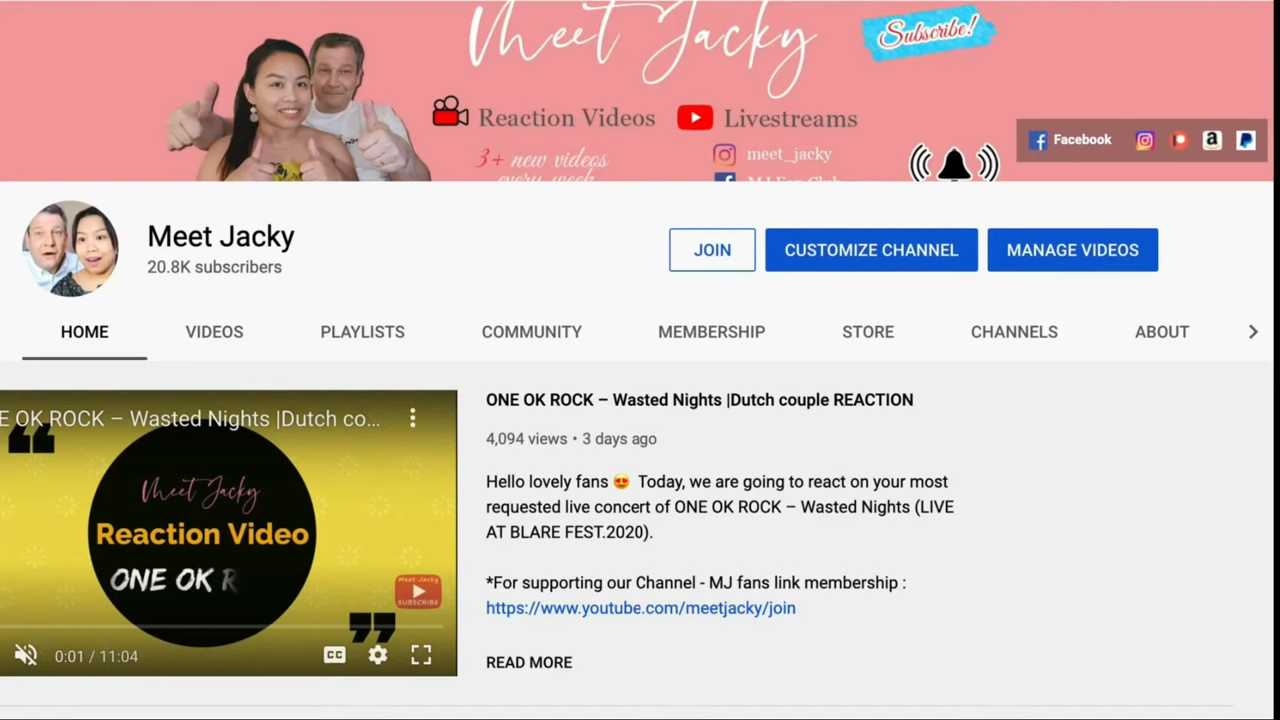 Meet Jacky
Subscribe!
Reaction Videos
Livestreams
3+ new videos
every week
meet_jacky
MJ Fan Club
Facebook
Meet Jacky
20.8K subscribers
JOIN
CUSTOMIZE CHANNEL
MANAGE VIDEOS
HOME
VIDEOS
PLAYLISTS
COMMUNITY
MEMBERSHIP
STORE
CHANNELS
ABOUT
E OK ROCK – Wasted Nights |Dutch co...
Meet Jacky
Reaction Video
ONE OK R
Meet Jacky
SUBSCRIBE
0:01 / 11:04
CC
ONE OK ROCK – Wasted Nights |Dutch couple REACTION
4,094 views • 3 days ago
Hello lovely fans 😍 Today, we are going to react on your most
requested live concert of ONE OK ROCK – Wasted Nights (LIVE
AT BLARE FEST.2020).
*For supporting our Channel - MJ fans link membership :
https://www.youtube.com/meetjacky/join
READ MORE